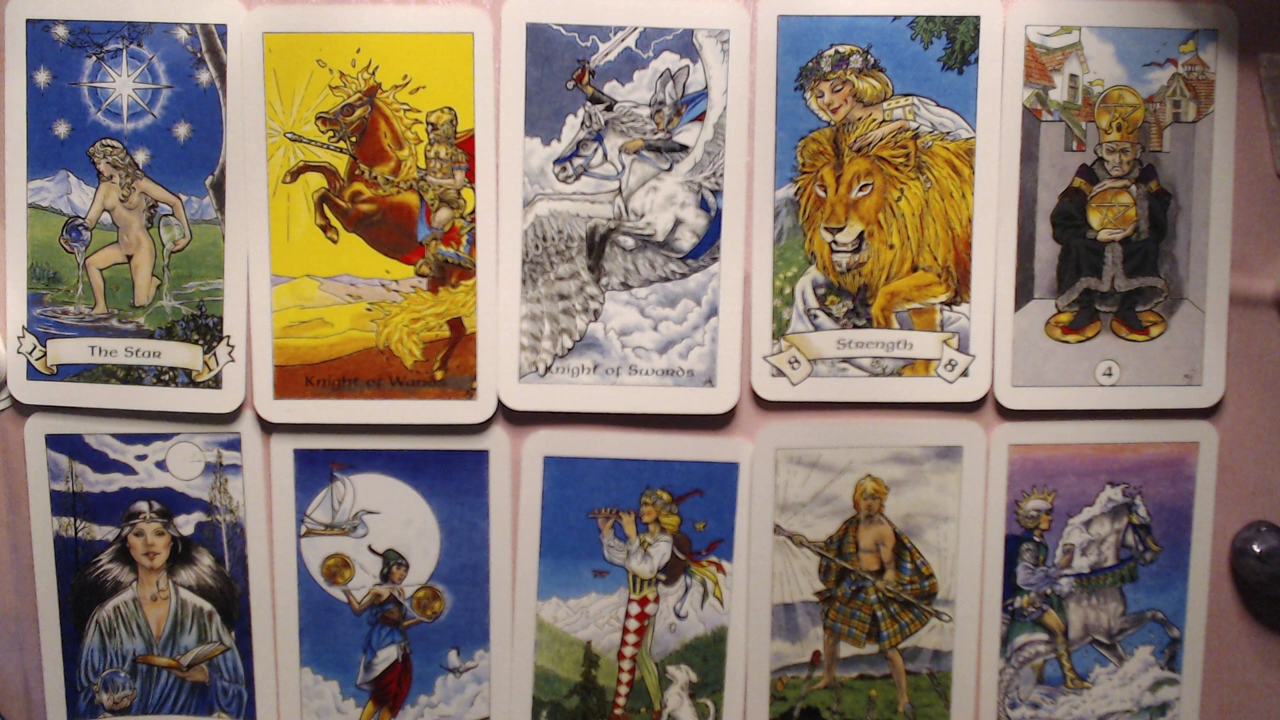 17 The Star 17
Knight of Wands
Knight of Swords
8 Strength 8
4